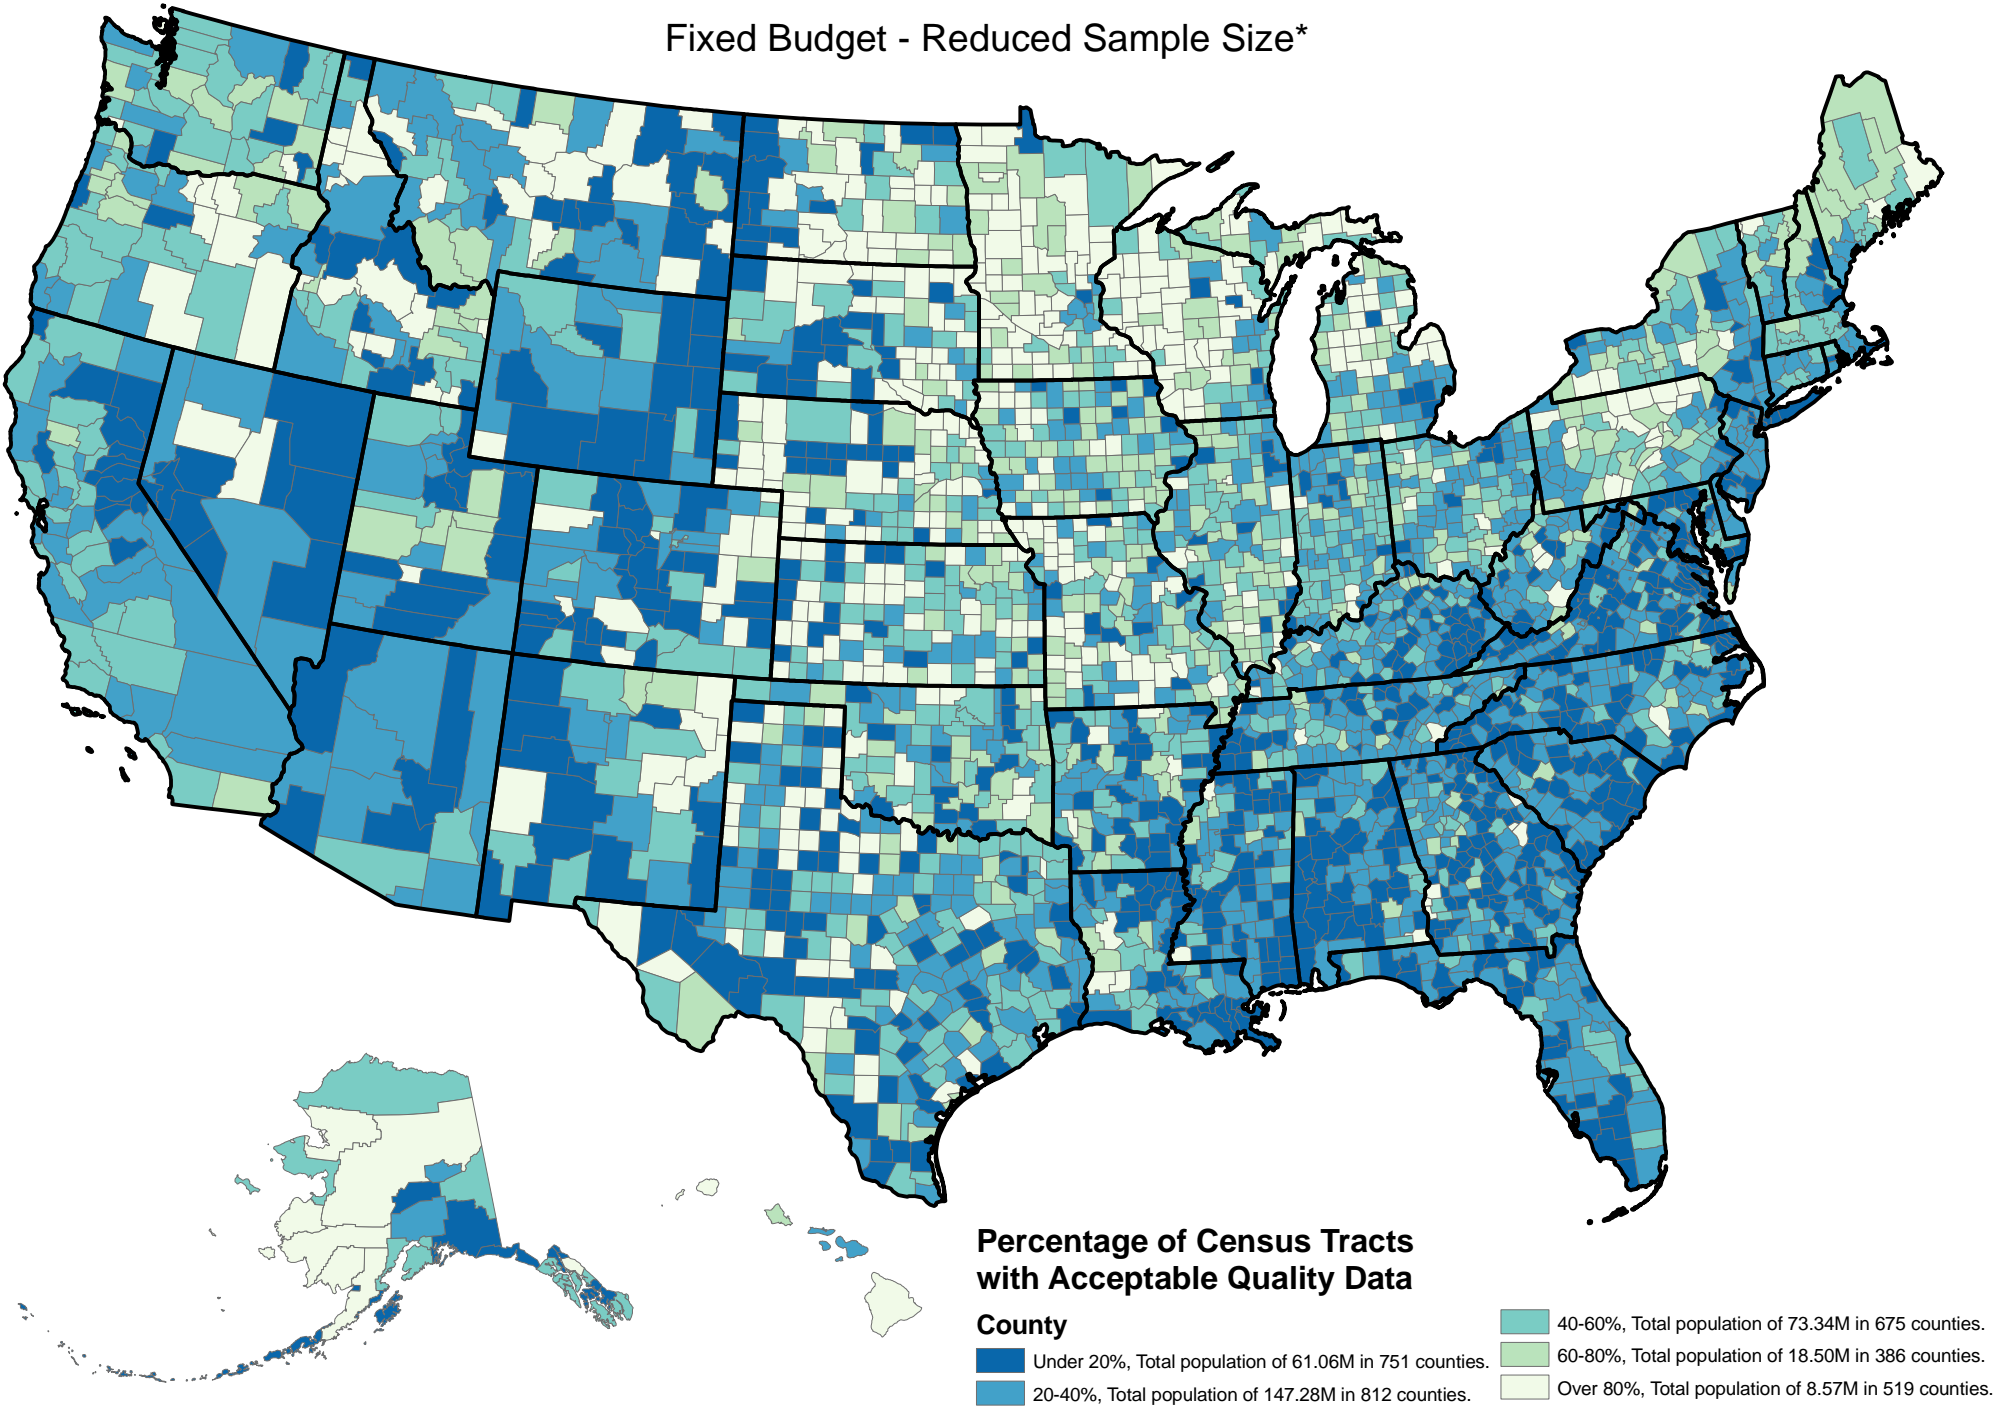 Fixed Budget - Reduced Sample Size*
Percentage of Census Tracts
with Acceptable Quality Data
County
Under 20%, Total population of 61.06M in 751 counties.
20-40%, Total population of 147.28M in 812 counties.
40-60%, Total population of 73.34M in 675 counties.
60-80%, Total population of 18.50M in 386 counties.
Over 80%, Total population of 8.57M in 519 counties.